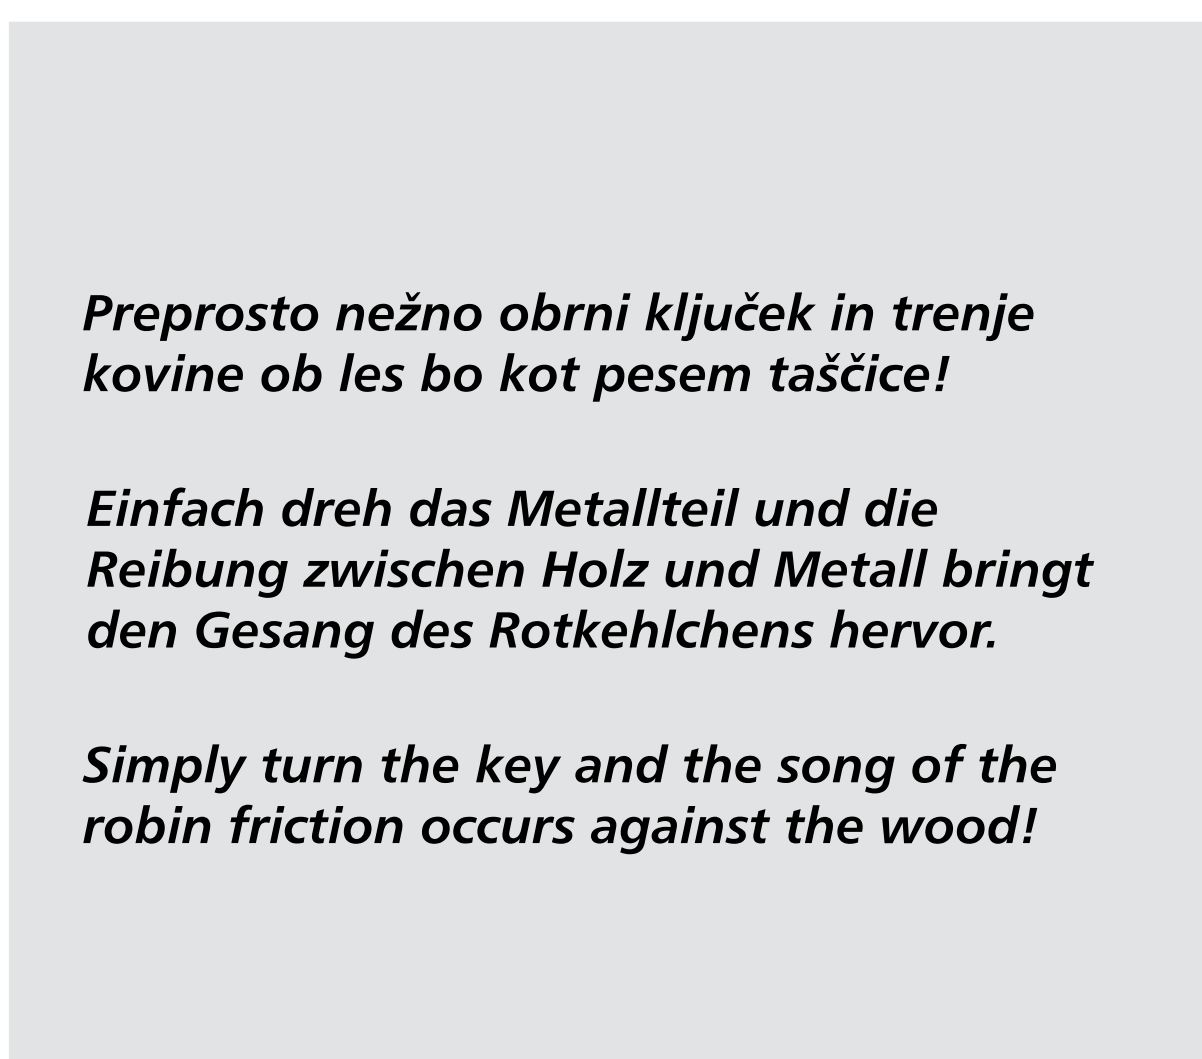 Preprosto nežno obrni ključek in trenje
kovine ob les bo kot pesem taščice!
Einfach dreh das Metallteil und die
Reibung zwischen Holz und Metall bringt
den Gesang des Rotkehlchens hervor.
Simply turn the key and the song of the
robin friction occurs against the wood!